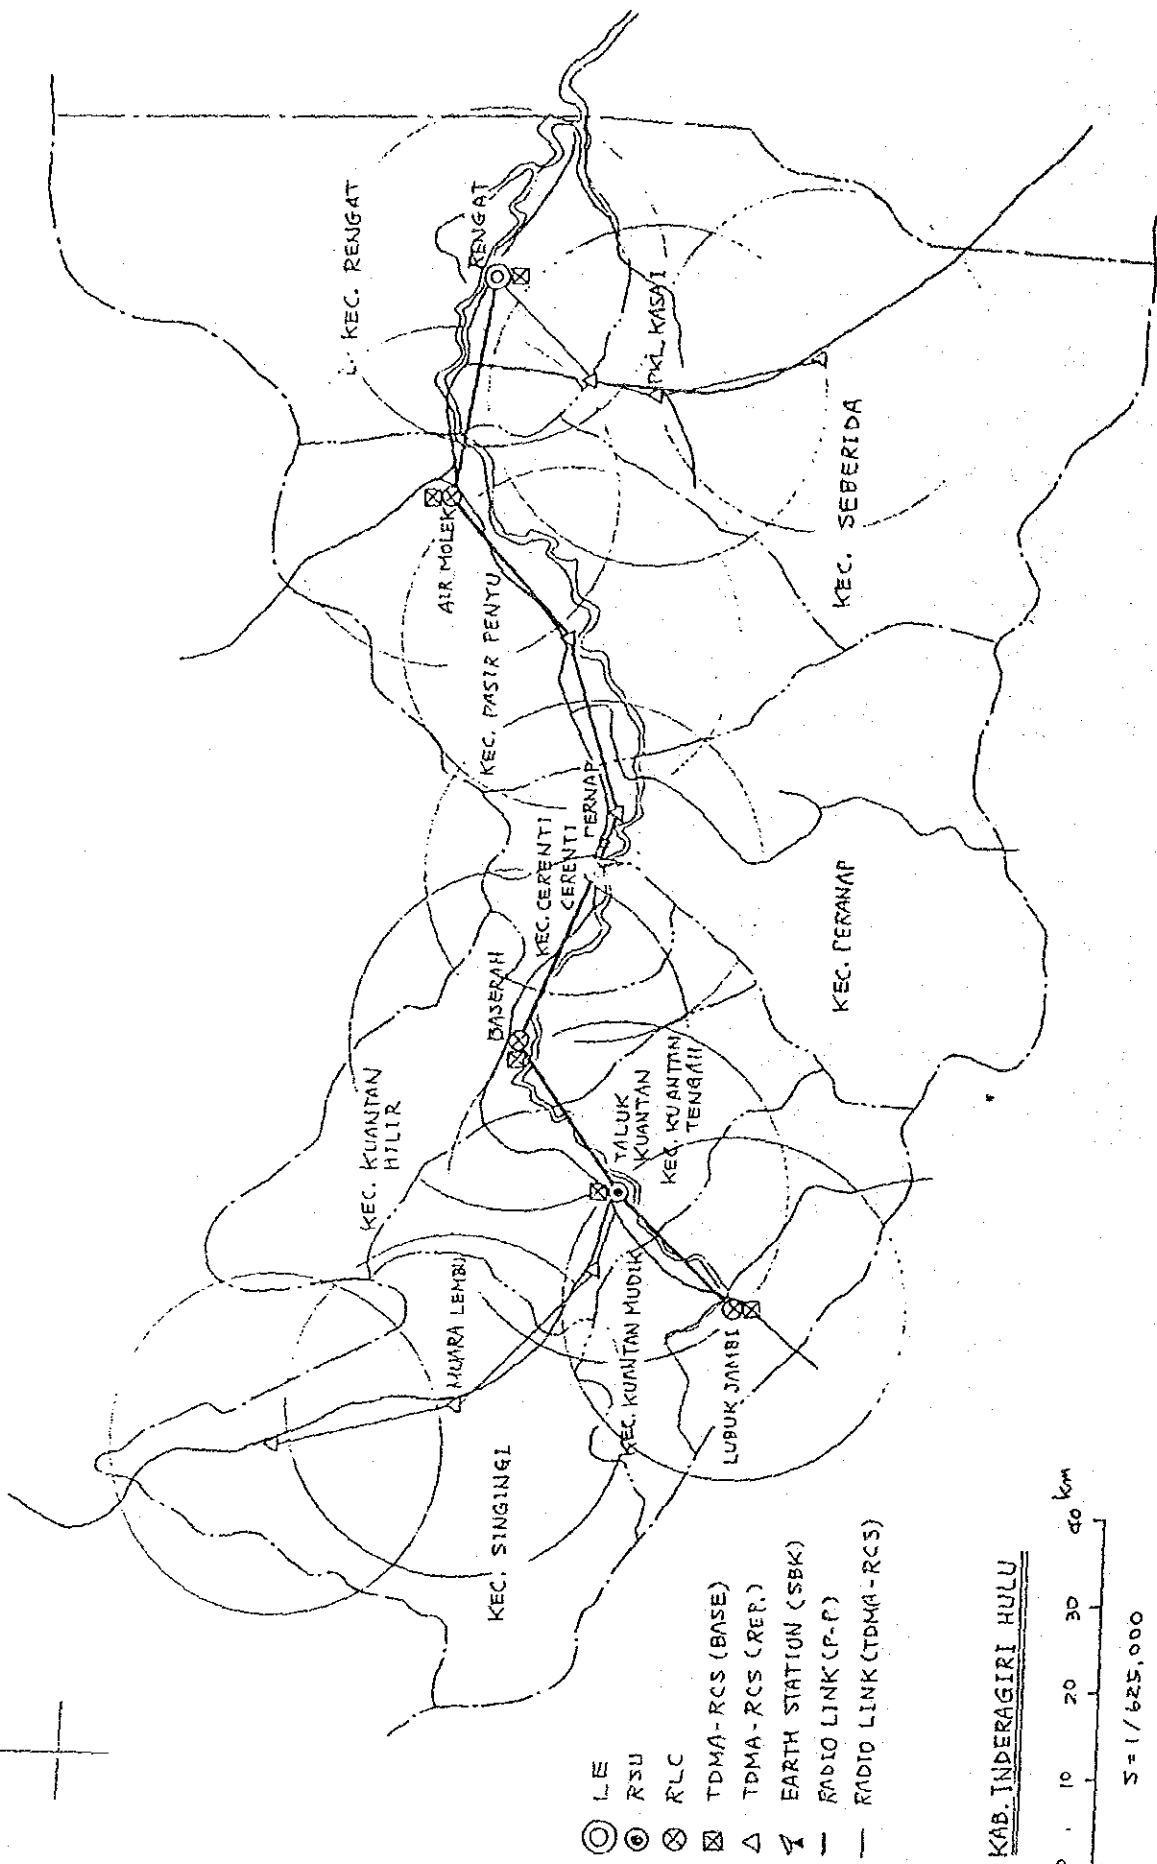 KEC. RENGAT
RENGAT
PKL KASAI
KEC. SEBERIDA
AIR MOLEK
KEC. PASIR PENYU
PERNAP
KEC. CERENTI
CERENTI
KEC. PERANAP
BASERAH
KEC. KUANTAN
HILIR
TALUK
KUANTAN
KEC. KUANTAN
TENGAH
MUARA LEMBU
KEC. KUANTAN MUDIK
LUBUK JAMBI
KEC. SINGINGI
LE
RSU
RLC
TDMA-RCS (BASE)
TDMA-RCS (REP.)
EARTH STATION (SBK)
RADIO LINK (P-P)
RADIO LINK (TDMA-RCS)
KAB. INDERAGIRI HULU
0 10 20 30 40 km
S=1/625,000